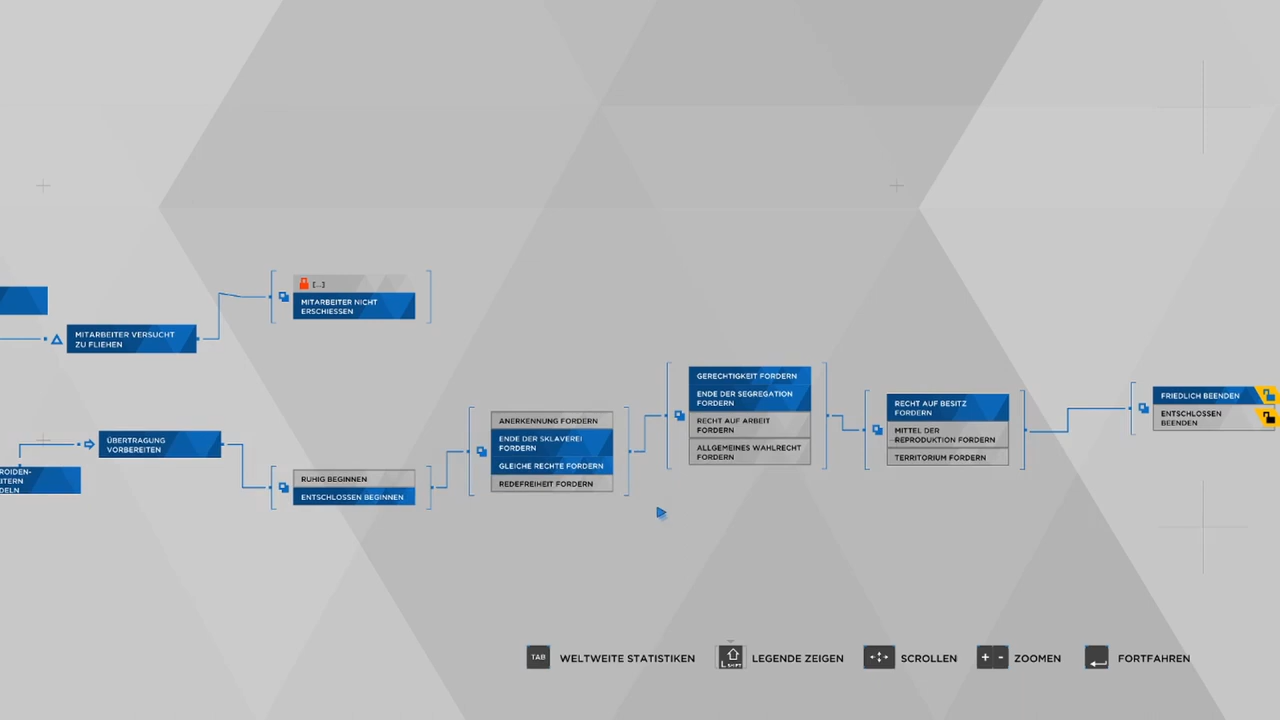 [...]
MITARBEITER NICHT
ERSCHIESSEN
MITARBEITER VERSUCHT
ZU FLIEHEN
ÜBERTRAGUNG
VORBEREITEN
ROIDEN-
EITERN
DELN
RUHIG BEGINNEN
ENTSCHLOSSEN BEGINNEN
ANERKENNUNG FORDERN
ENDE DER SKLAVEREI
FORDERN
GLEICHE RECHTE FORDERN
REDEFREIHEIT FORDERN
GERECHTIGKEIT FORDERN
ENDE DER SEGREGATION
FORDERN
RECHT AUF ARBEIT
FORDERN
ALLGEMEINES WAHLRECHT
FORDERN
RECHT AUF BESITZ
FORDERN
MITTEL DER
REPRODUKTION FORDERN
TERRITORIUM FORDERN
FRIEDLICH BEENDEN
ENTSCHLOSSEN
BEENDEN
TAB WELTWEITE STATISTIKEN LEGENDE ZEIGEN SCROLLEN + - ZOOMEN FORTFAHREN